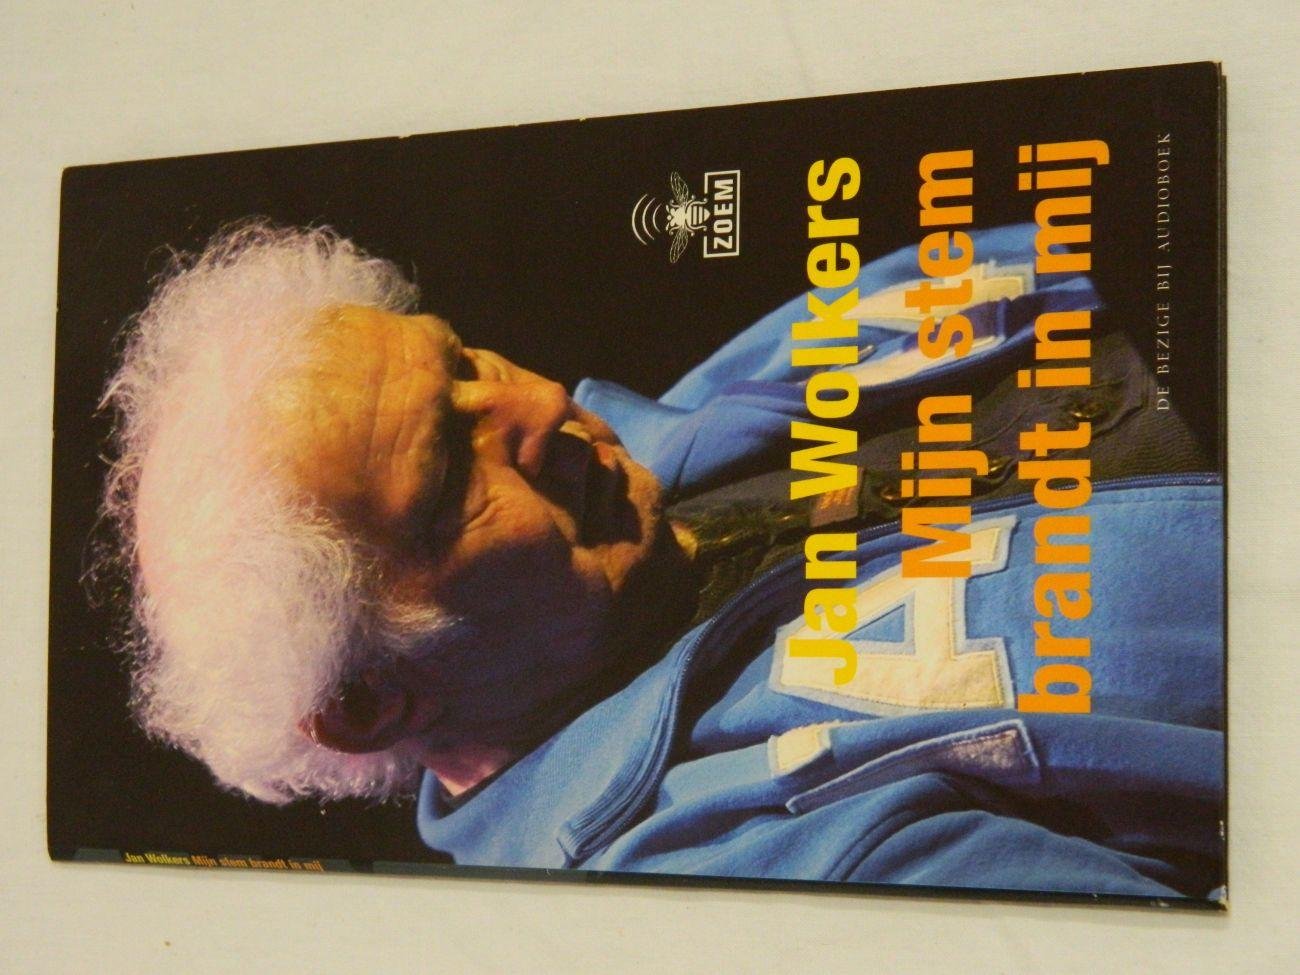 ZOEM
Jan Wolkers
Mijn stem
brandt in mij
DE BEZIGE BIJ AUDIOBOEK
Jan Wolkers Mijn stem brandt in mij